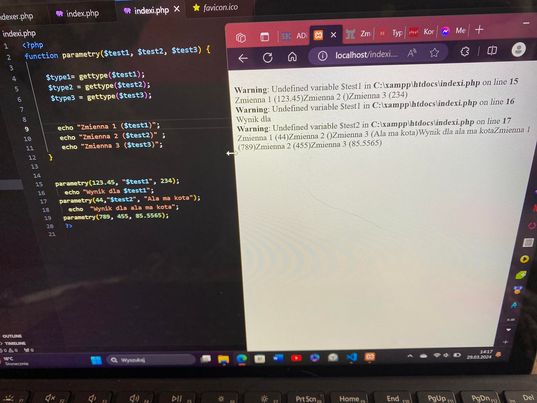 exer.php
index.php
indexi.php
favicon.ico
indexi.php
1 <?php
2 function parametry($test1, $test2, $test3) {
3
4 $type1= gettype($test1);
5 $type2 = gettype($test2);
6 $type3 = gettype($test3);
7
8
9 echo "Zmienna 1 ($test1)";
10 echo "Zmienna 2 ($test2)" ;
11 echo "Zmienna 3 ($test3)";
12 }
13
14
15 parametry(123.45, "$test1", 234);
16 echo "Wynik dla $test1";
17 parametry(44,"$test2", "Ala ma kota");
18 echo "Wynik dla ala ma kota";
19 parametry(789, 455, 85.5565);
20 ?>
21
OUTLINE
TIMELINE
SIC
AD
Zm
Typ
Kor
Me
localhost/indexi...
Warning: Undefined variable $test1 in C:\xampp\htdocs\indexi.php on line 15
Zmienna 1 (123.45)Zmienna 2 ()Zmienna 3 (234)
Warning: Undefined variable $test1 in C:\xampp\htdocs\indexi.php on line 16
Wynik dla
Warning: Undefined variable $test2 in C:\xampp\htdocs\indexi.php on line 17
Zmienna 1 (44)Zmienna 2 ()Zmienna 3 (Ala ma kota)Wynik dla ala ma kotaZmienna 1
(789)Zmienna 2 (455)Zmienna 3 (85.5565)
Wyszukaj
14:17
29.03.2024
PrtScn
Home
End
PgUp
PgDn
Del